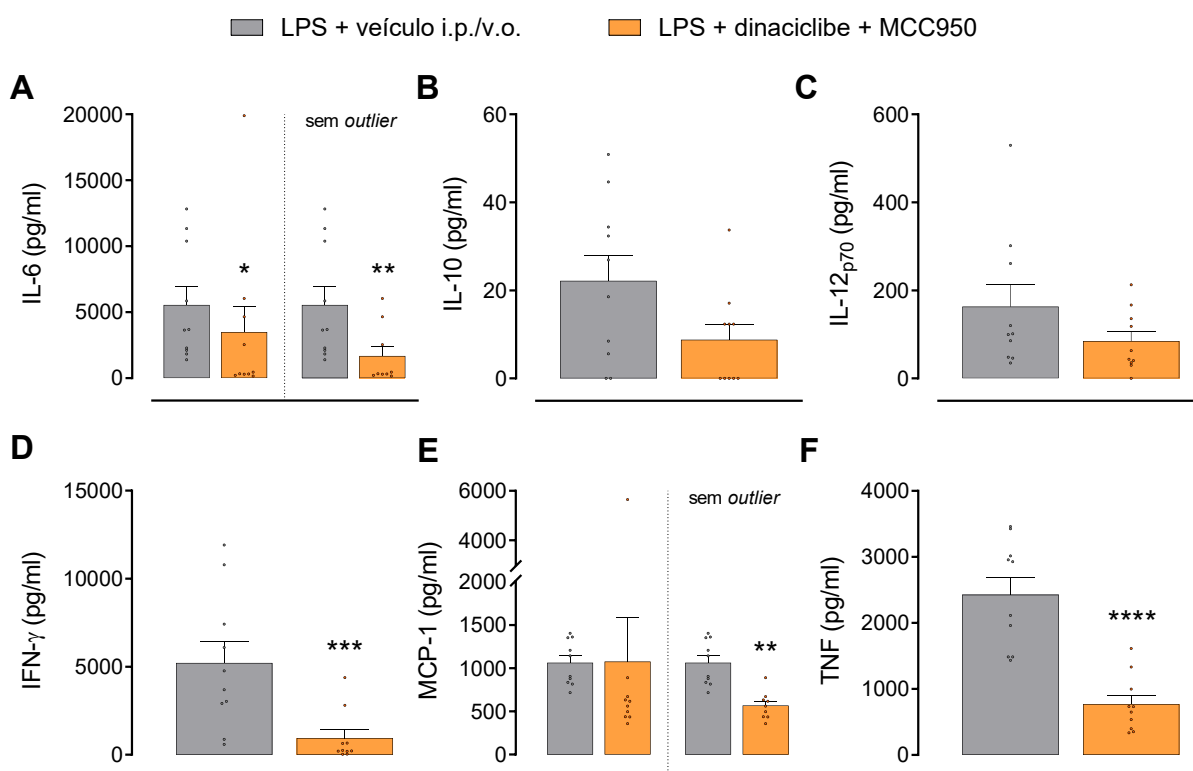 LPS + veículo i.p./v.o. LPS + dinaciclibe + MCC950
A
IL-6 (pg/ml)
20000
15000
10000
5000
0
sem outlier
*
**
B
IL-10 (pg/ml)
60
40
20
0
C
IL-12p70 (pg/ml)
600
400
200
0
D
IFN-γ (pg/ml)
15000
10000
5000
0
***
E
MCP-1 (pg/ml)
6000
4000
2000
1500
1000
500
0
sem outlier
**
F
TNF (pg/ml)
4000
3000
2000
1000
0
****